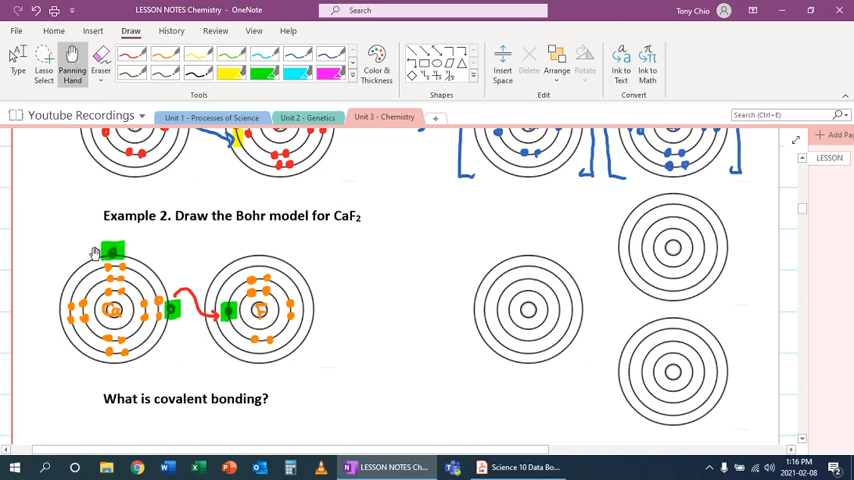 LESSON NOTES Chemistry - OneNote
Search
Tony Chio
File
Home
Insert
Draw
History
Review
View
Help
Type
Lasso Select
Panning Hand
Eraser
Color & Thickness
Insert Space
Delete
Arrange
Rotate
Ink to Text
Ink to Math
Tools
Shapes
Edit
Convert
Youtube Recordings
Unit 1 - Processes of Science
Unit 2 - Genetics
Unit 3 - Chemistry
Search (Ctrl+E)
Add Pag
LESSON
Example 2. Draw the Bohr model for CaF₂
Ca
F
What is covalent bonding?
LESSON NOTES Che...
Science 10 Data Bo...
1:16 PM
2021-02-08
2